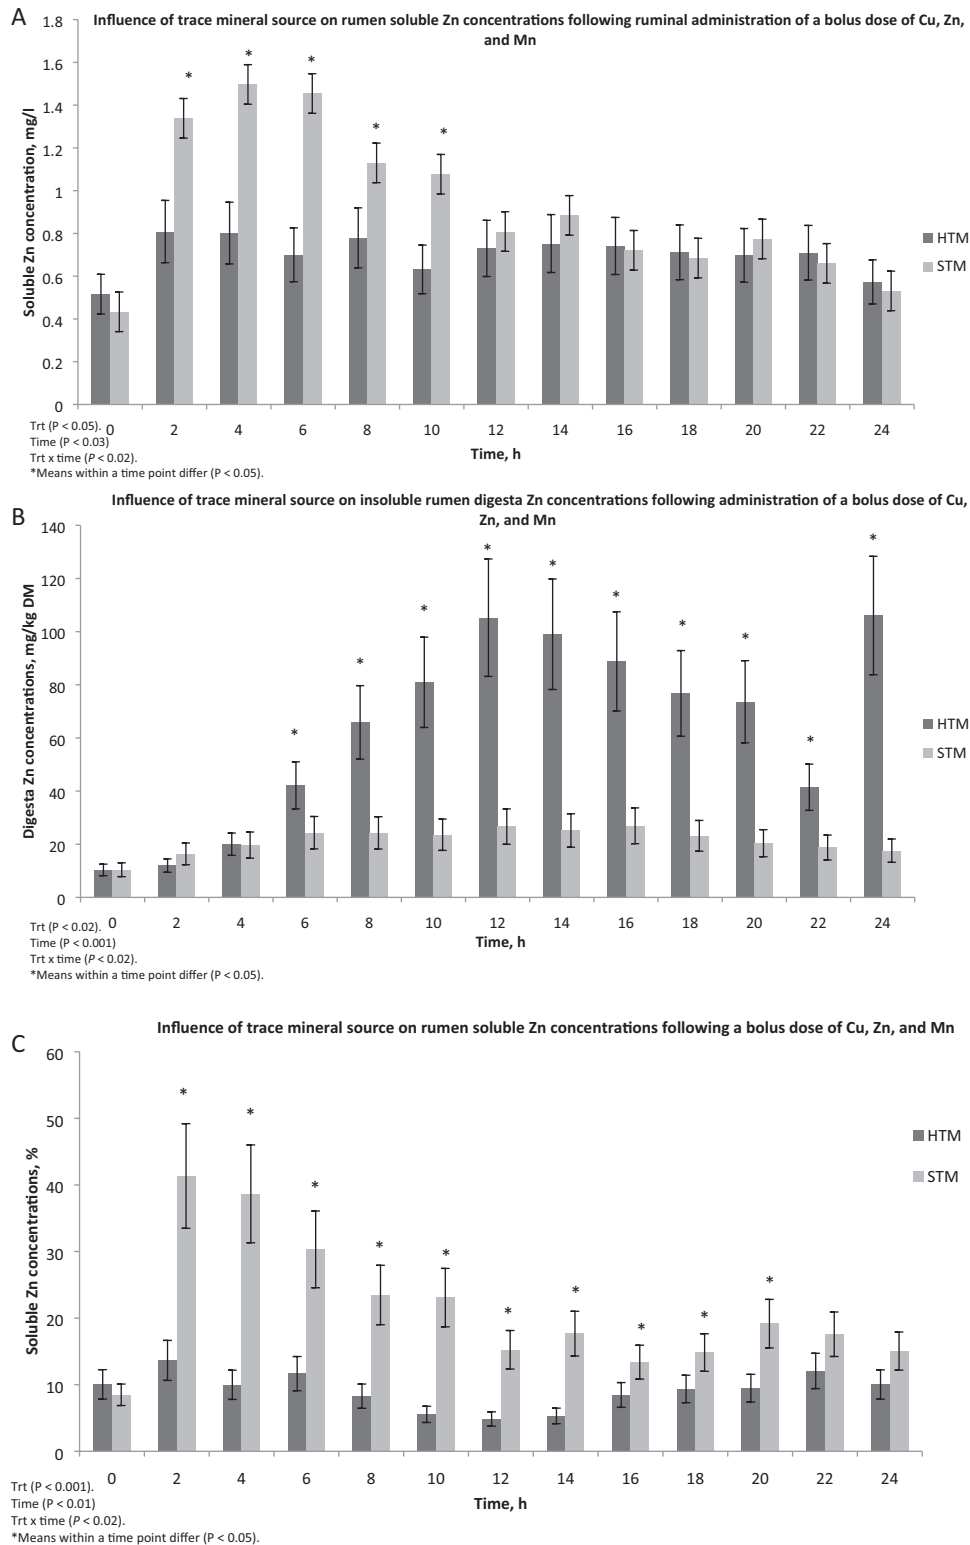 A
Influence of trace mineral source on rumen soluble Zn concentrations following ruminal administration of a bolus dose of Cu, Zn,
and Mn
Soluble Zn concentration, mg/l
1.8
1.6
1.4
1.2
1
0.8
0.6
0.4
0.2
0
* * * * *
HTM
STM
0 2 4 6 8 10 12 14 16 18 20 22 24
Time, h
Trt (P < 0.05).
Time (P < 0.03)
Trt x time (P < 0.02).
*Means within a time point differ (P < 0.05).
B
Influence of trace mineral source on insoluble rumen digesta Zn concentrations following administration of a bolus dose of Cu,
Zn, and Mn
Digesta Zn concentrations, mg/kg DM
140
120
100
80
60
40
20
0
* * * * * * * * * *
HTM
STM
0 2 4 6 8 10 12 14 16 18 20 22 24
Time, h
Trt (P < 0.02).
Time (P < 0.001)
Trt x time (P < 0.02).
*Means within a time point differ (P < 0.05).
C
Influence of trace mineral source on rumen soluble Zn concentrations following a bolus dose of Cu, Zn, and Mn
Soluble Zn concentrations, %
60
50
40
30
20
10
0
* * * * * * * * * *
HTM
STM
0 2 4 6 8 10 12 14 16 18 20 22 24
Time, h
Trt (P < 0.001).
Time (P < 0.01)
Trt x time (P < 0.02).
*Means within a time point differ (P < 0.05).